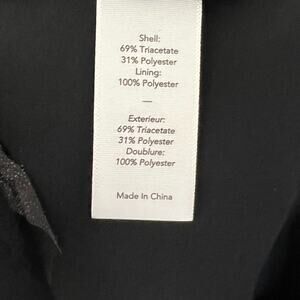 Shell:
69% Triacetate
31% Polyester
Lining:
100% Polyester
—
Exterieur:
69% Triacetate
31% Polyester
Doublure:
100% Polyester
Made In China